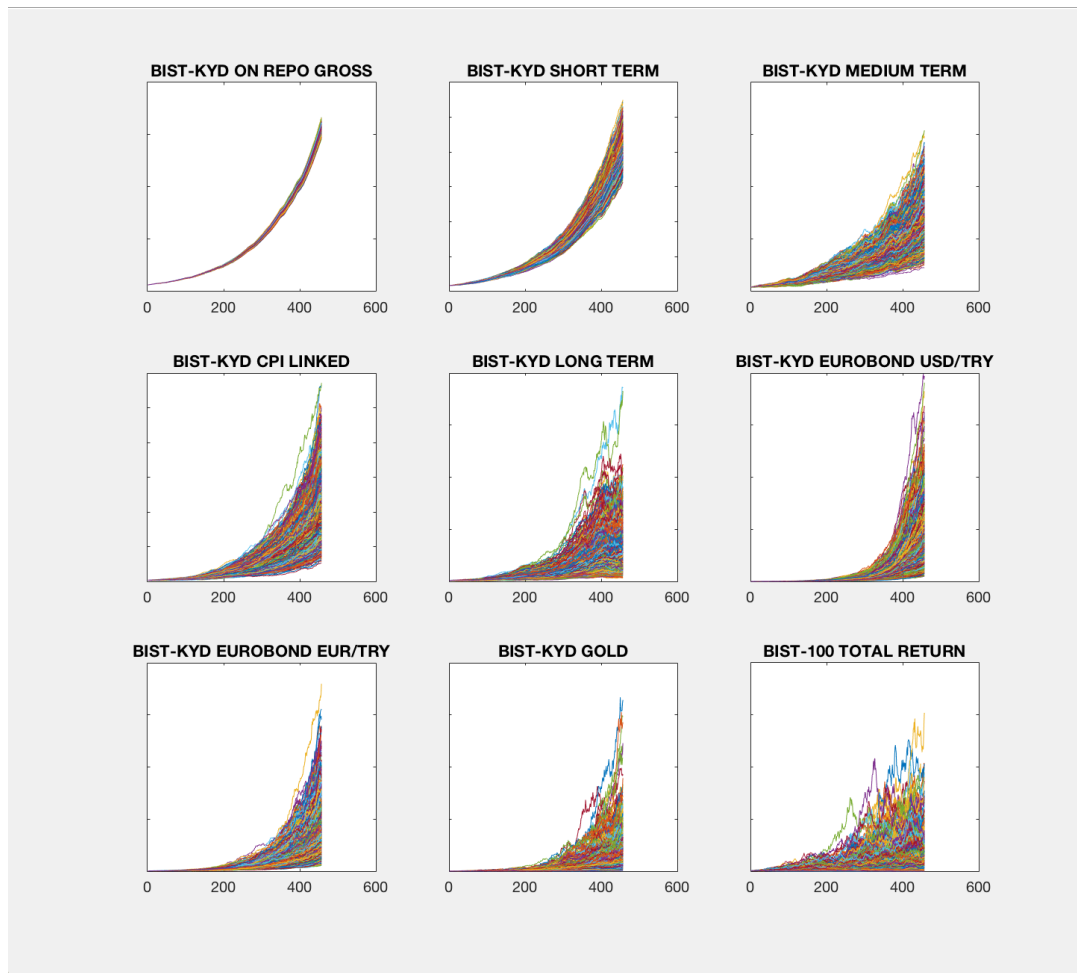 BIST-KYD ON REPO GROSS
BIST-KYD SHORT TERM
BIST-KYD MEDIUM TERM
0 200 400 600
0 200 400 600
0 200 400 600
BIST-KYD CPI LINKED
BIST-KYD LONG TERM
BIST-KYD EUROBOND USD/TRY
0 200 400 600
0 200 400 600
0 200 400 600
BIST-KYD EUROBOND EUR/TRY
BIST-KYD GOLD
BIST-100 TOTAL RETURN
0 200 400 600
0 200 400 600
0 200 400 600